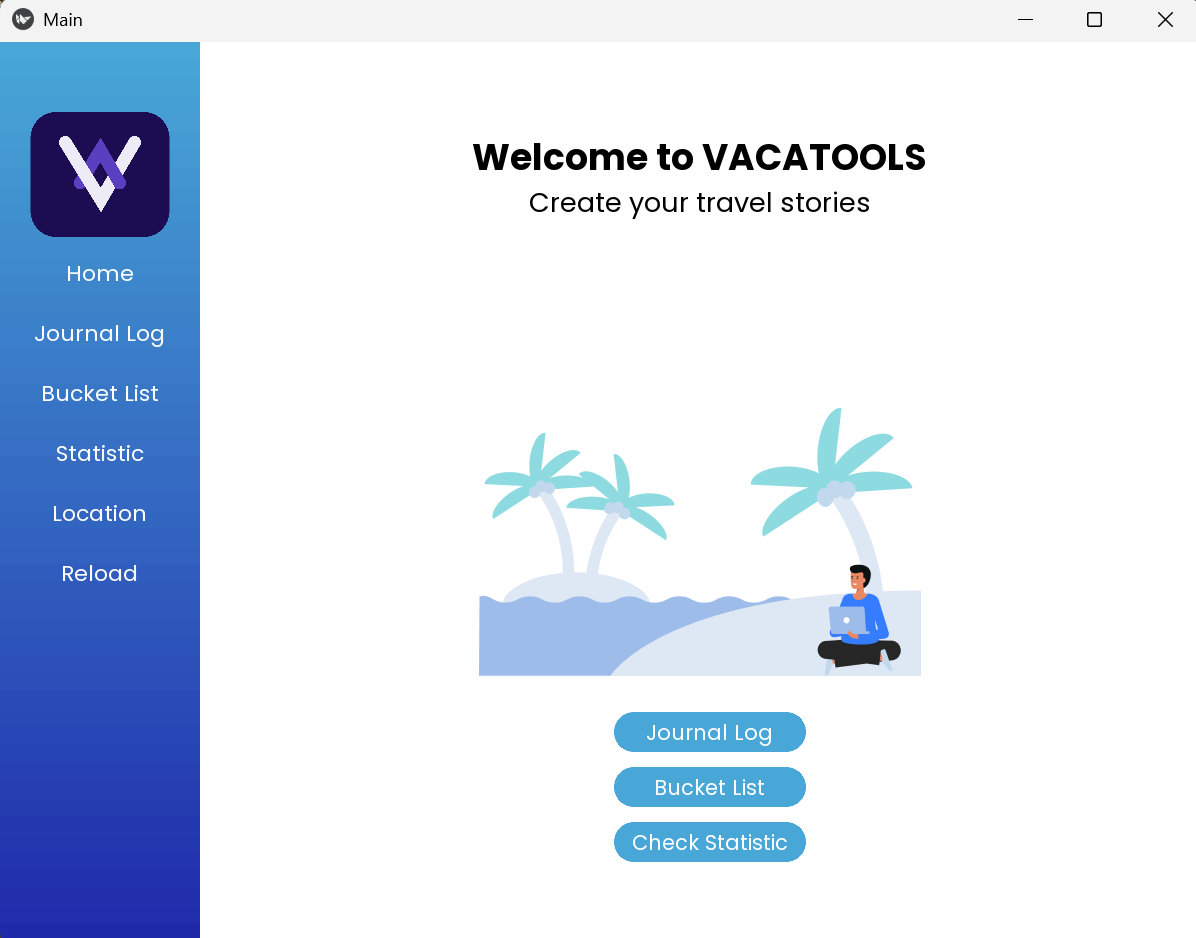 Main
Home
Journal Log
Bucket List
Statistic
Location
Reload
Welcome to VACATOOLS
Create your travel stories
Journal Log
Bucket List
Check Statistic